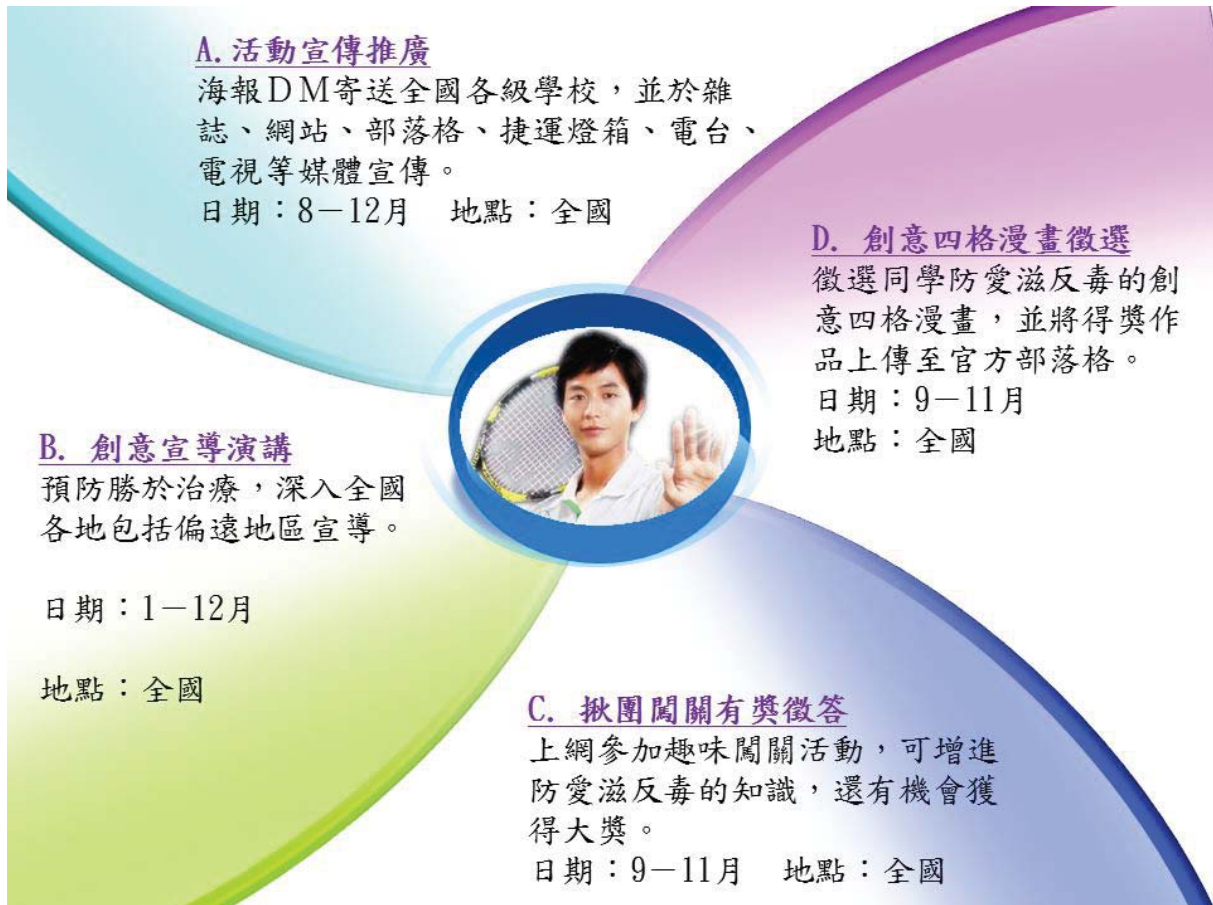 A.活動宣傳推廣
海報DM寄送全國各級學校,並於雜
誌、網站、部落格、捷運燈箱、電台、
電視等媒體宣傳。
日期:8-12月 地點:全國
B. 創意宣導演講
預防勝於治療,深入全國
各地包括偏遠地區宣導。
日期:1-12月
地點:全國
C. 揪團闖關有獎徵答
上網參加趣味闖關活動,可增進
防愛滋反毒的知識,還有機會獲
得大獎。
日期:9-11月 地點:全國
D. 創意四格漫畫徵選
徵選同學防愛滋反毒的創
意四格漫畫,並將得獎作
品上傳至官方部落格。
日期:9-11月
地點:全國